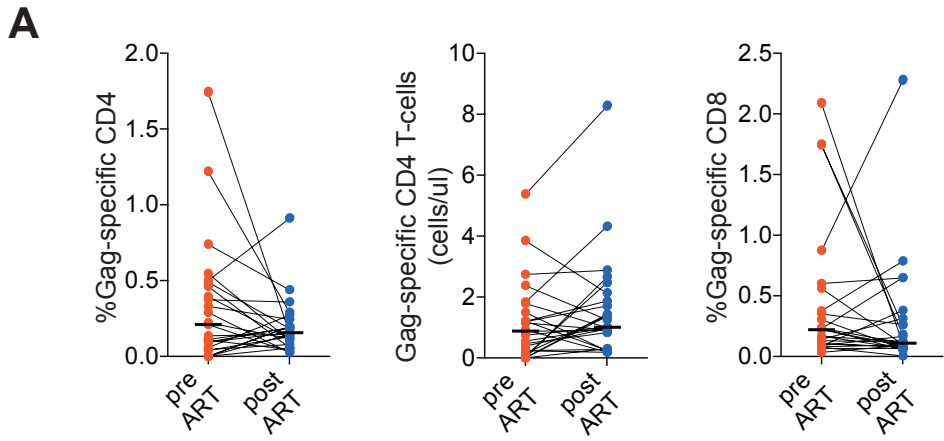 A
%Gag-specific CD4
2.0
1.5
1.0
0.5
0.0
pre
ART
post
ART
Gag-specific CD4 T-cells
(cells/ul)
10
8
6
4
2
0
pre
ART
post
ART
%Gag-specific CD8
2.5
2.0
1.5
1.0
0.5
0.0
pre
ART
post
ART